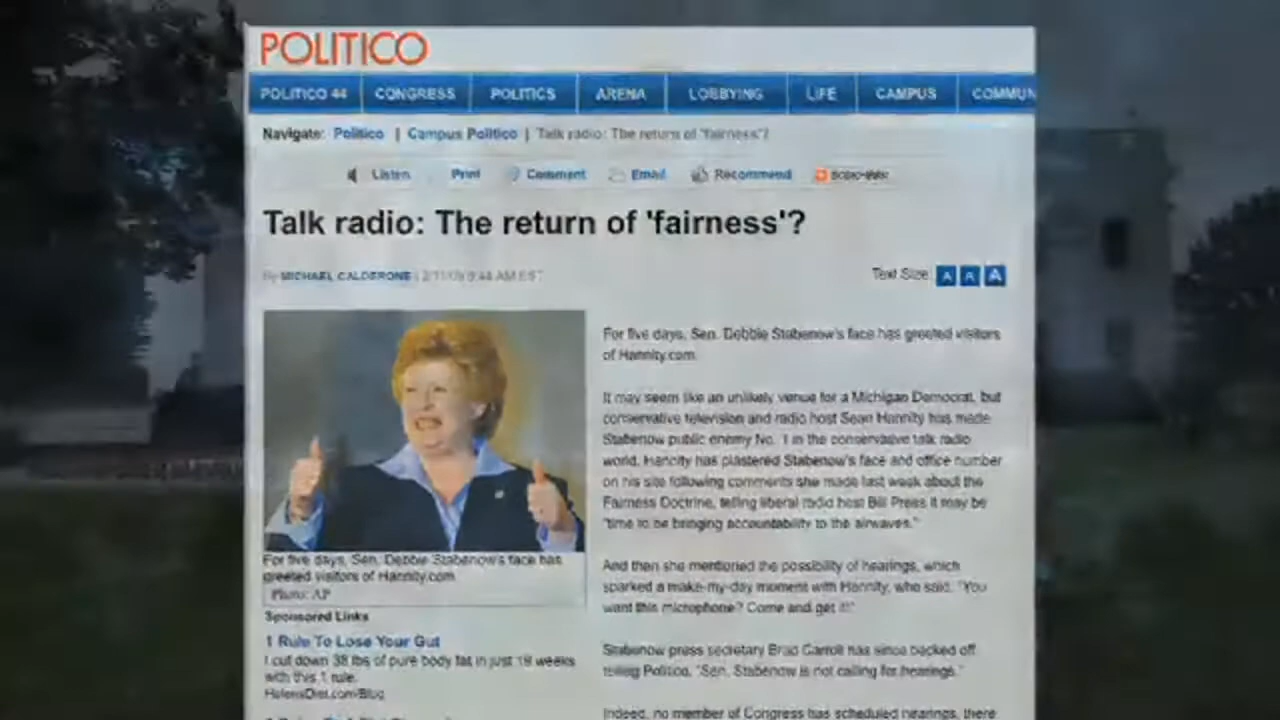 POLITICO
POLITICO 44 CONGRESS POLITICS ARENA LOBBYING LIFE CAMPUS COMMUN
Navigate: Politico | Campus Politico | Talk radio: The return of 'fairness'?
Listen Print Comment Email Recommend
Talk radio: The return of 'fairness'?
By MICHAEL CALDERONE | 2/11/09 9:44 AM EST
Text Size: A A A
For five days, Sen. Debbie Stabenow's face has greeted visitors
of Hannity.com.
It may seem like an unlikely venue for a Michigan Democrat, but
conservative television and radio host Sean Hannity has made
Stabenow public enemy No. 1 in the conservative talk radio
world. Hannity has plastered Stabenow's face and office number
on his site following comments she made last week about the
Fairness Doctrine, telling liberal radio host Bill Press it may be
"time to be bringing accountability to the airwaves."
And then she mentioned the possibility of hearings, which
sparked a make-my-day moment with Hannity, who said, "You
want this microphone? Come and get it!"
Stabenow press secretary Brad Carroll has since backed off
telling Politico, "Sen. Stabenow is not calling for hearings."
Indeed, no member of Congress has scheduled hearings, there
For five days, Sen. Debbie Stabenow's face has
greeted visitors of Hannity.com
Photo: AP
Sponsored Links
1 Rule To Lose Your Gut
I cut down 38 lbs of pure body fat in just 18 weeks
with this 1 rule.
HelensDiet.com/Blog